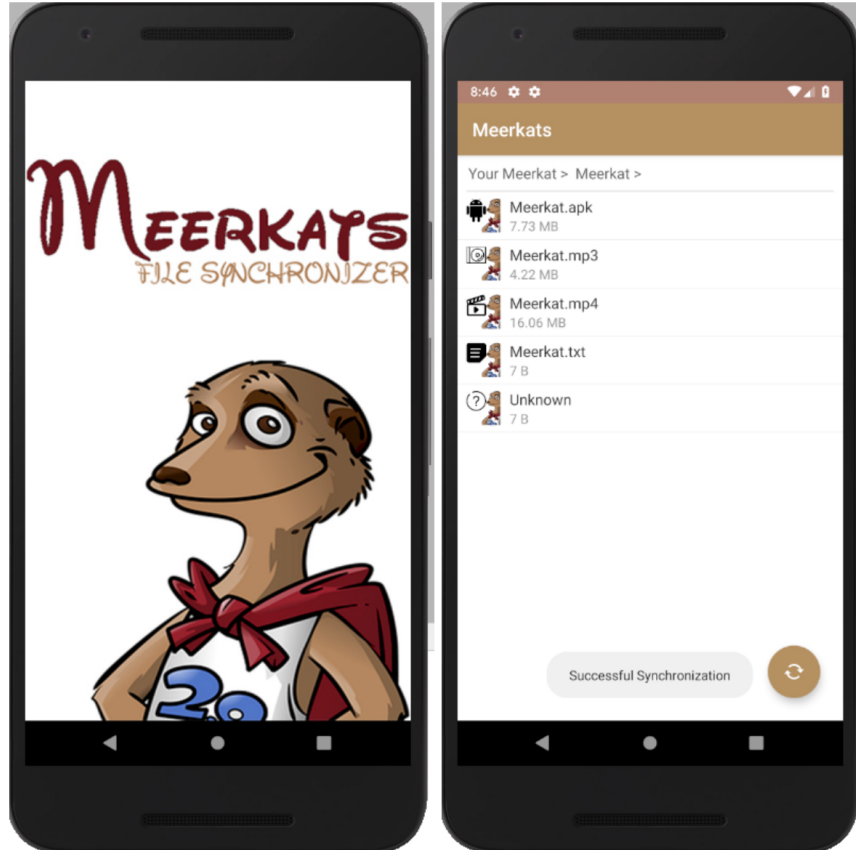 MEERKATS
FILE SYNCHRONIZER
2.0
8:46
Meerkats
Your Meerkat > Meerkat >
Meerkat.apk
7.73 MB
Meerkat.mp3
4.22 MB
Meerkat.mp4
16.06 MB
Meerkat.txt
7 B
Unknown
7 B
Successful Synchronization